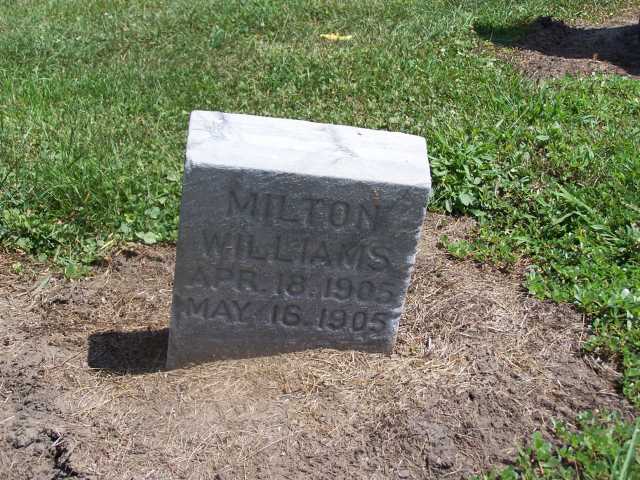 MILTON
WILLIAMS
APR. 18. 1905
MAY. 16. 1905